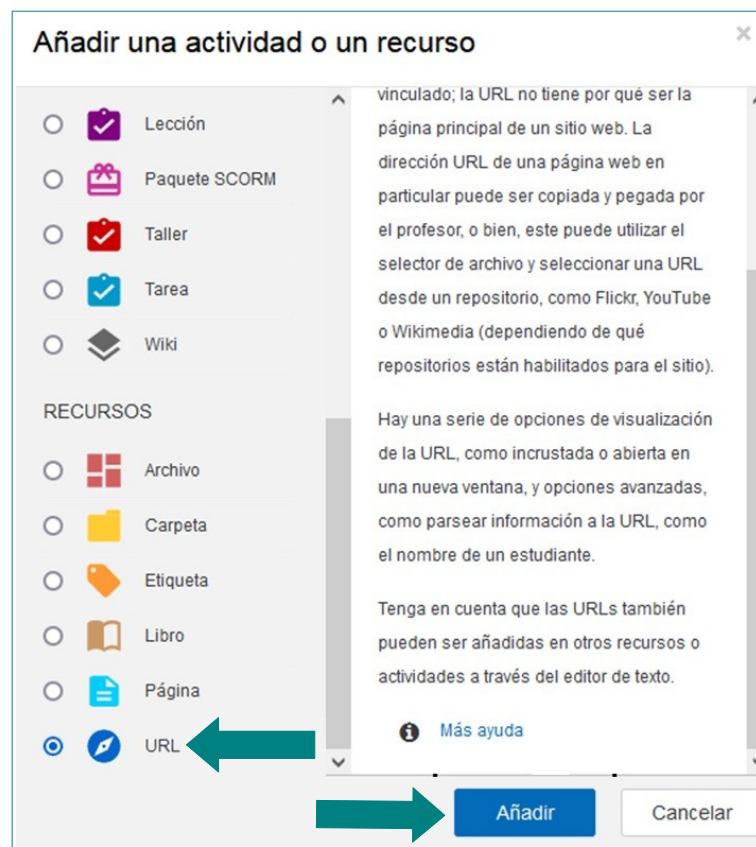 Añadir una actividad o un recurso
×
Lección
Paquete SCORM
Taller
Tarea
Wiki
RECURSOS
Archivo
Carpeta
Etiqueta
Libro
Página
URL
vinculado; la URL no tiene por qué ser la
página principal de un sitio web. La
dirección URL de una página web en
particular puede ser copiada y pegada por
el profesor, o bien, este puede utilizar el
selector de archivo y seleccionar una URL
desde un repositorio, como Flickr, YouTube
o Wikimedia (dependiendo de qué
repositorios están habilitados para el sitio).
Hay una serie de opciones de visualización
de la URL, como incrustada o abierta en
una nueva ventana, y opciones avanzadas,
como parsear información a la URL, como
el nombre de un estudiante.
Tenga en cuenta que las URLs también
pueden ser añadidas en otros recursos o
actividades a través del editor de texto.
Más ayuda
Añadir
Cancelar